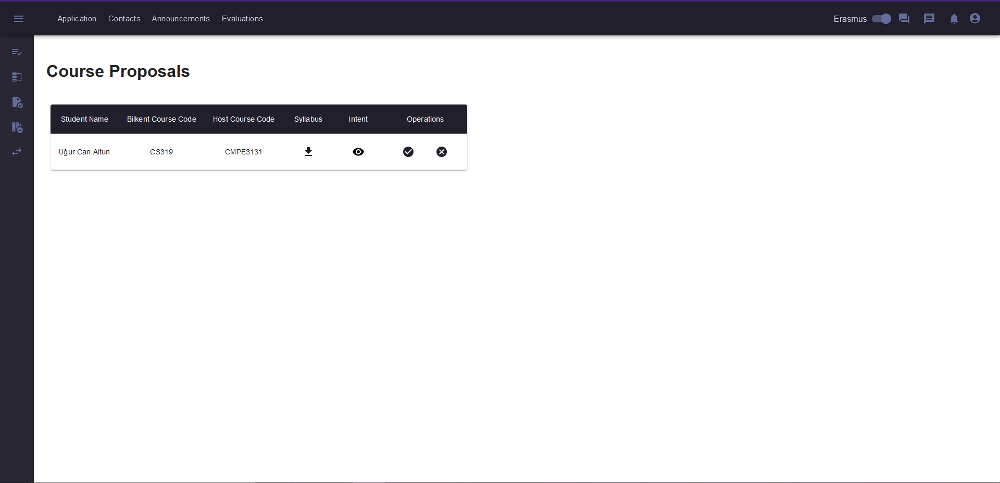 Application Contacts Announcements Evaluations Erasmus
Course Proposals
Student Name Bilkent Course Code Host Course Code Syllabus Intent Operations
Uğur Can Altun CS319 CMPE3131